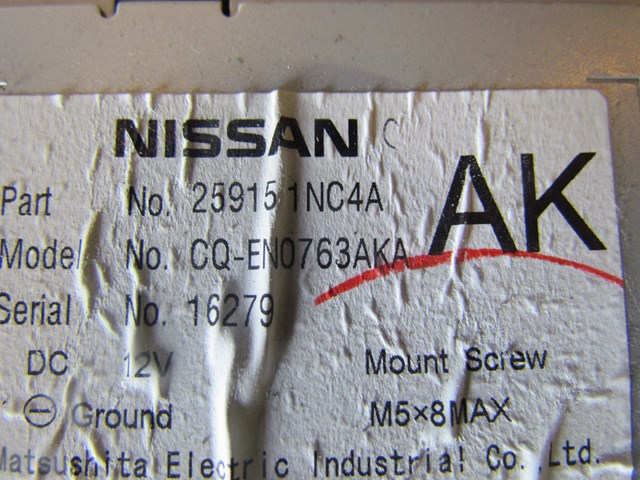 NISSAN C
AK
Part No. 25915 1NC4A
Model No. CQ-EN0763AKA
Serial No. 16279
DC 12V Mount Screw
⊖ Ground M5×8MAX
Matsushita Electric Industrial Co., Ltd.